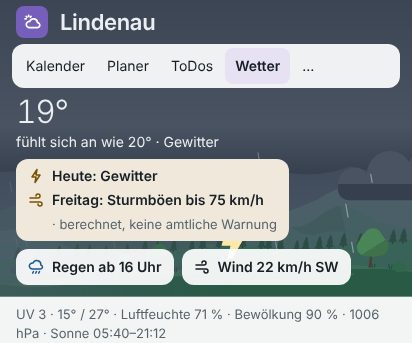 Lindenau
Kalender Planer ToDos Wetter ...
19°
fühlt sich an wie 20° · Gewitter
Heute: Gewitter
Freitag: Sturmböen bis 75 km/h
· berechnet, keine amtliche Warnung
Regen ab 16 Uhr Wind 22 km/h SW
UV 3 · 15° / 27° · Luftfeuchte 71 % · Bewölkung 90 % · 1006
hPa · Sonne 05:40–21:12